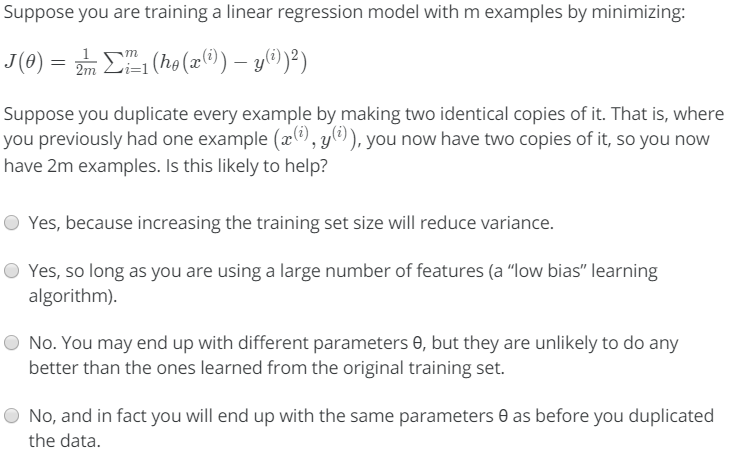 Suppose you are training a linear regression model with m examples by minimizing:
J(θ) = 1/2m ∑ᵢ₌₁ᵐ (hθ(x⁽ⁱ⁾) − y⁽ⁱ⁾)²)
Suppose you duplicate every example by making two identical copies of it. That is, where
you previously had one example (x⁽ⁱ⁾, y⁽ⁱ⁾), you now have two copies of it, so you now
have 2m examples. Is this likely to help?
Yes, because increasing the training set size will reduce variance.
Yes, so long as you are using a large number of features (a “low bias” learning
algorithm).
No. You may end up with different parameters θ, but they are unlikely to do any
better than the ones learned from the original training set.
No, and in fact you will end up with the same parameters θ as before you duplicated
the data.